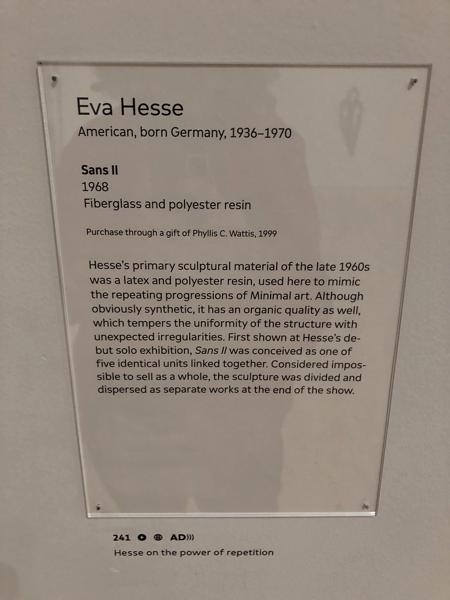 Eva Hesse
American, born Germany, 1936–1970
Sans II
1968
Fiberglass and polyester resin
Purchase through a gift of Phyllis C. Wattis, 1999
Hesse's primary sculptural material of the late 1960s
was a latex and polyester resin, used here to mimic
the repeating progressions of Minimal art. Although
obviously synthetic, it has an organic quality as well,
which tempers the uniformity of the structure with
unexpected irregularities. First shown at Hesse's de-
but solo exhibition, Sans II was conceived as one of
five identical units linked together. Considered impos-
sible to sell as a whole, the sculpture was divided and
dispersed as separate works at the end of the show.
241 AD)))
Hesse on the power of repetition